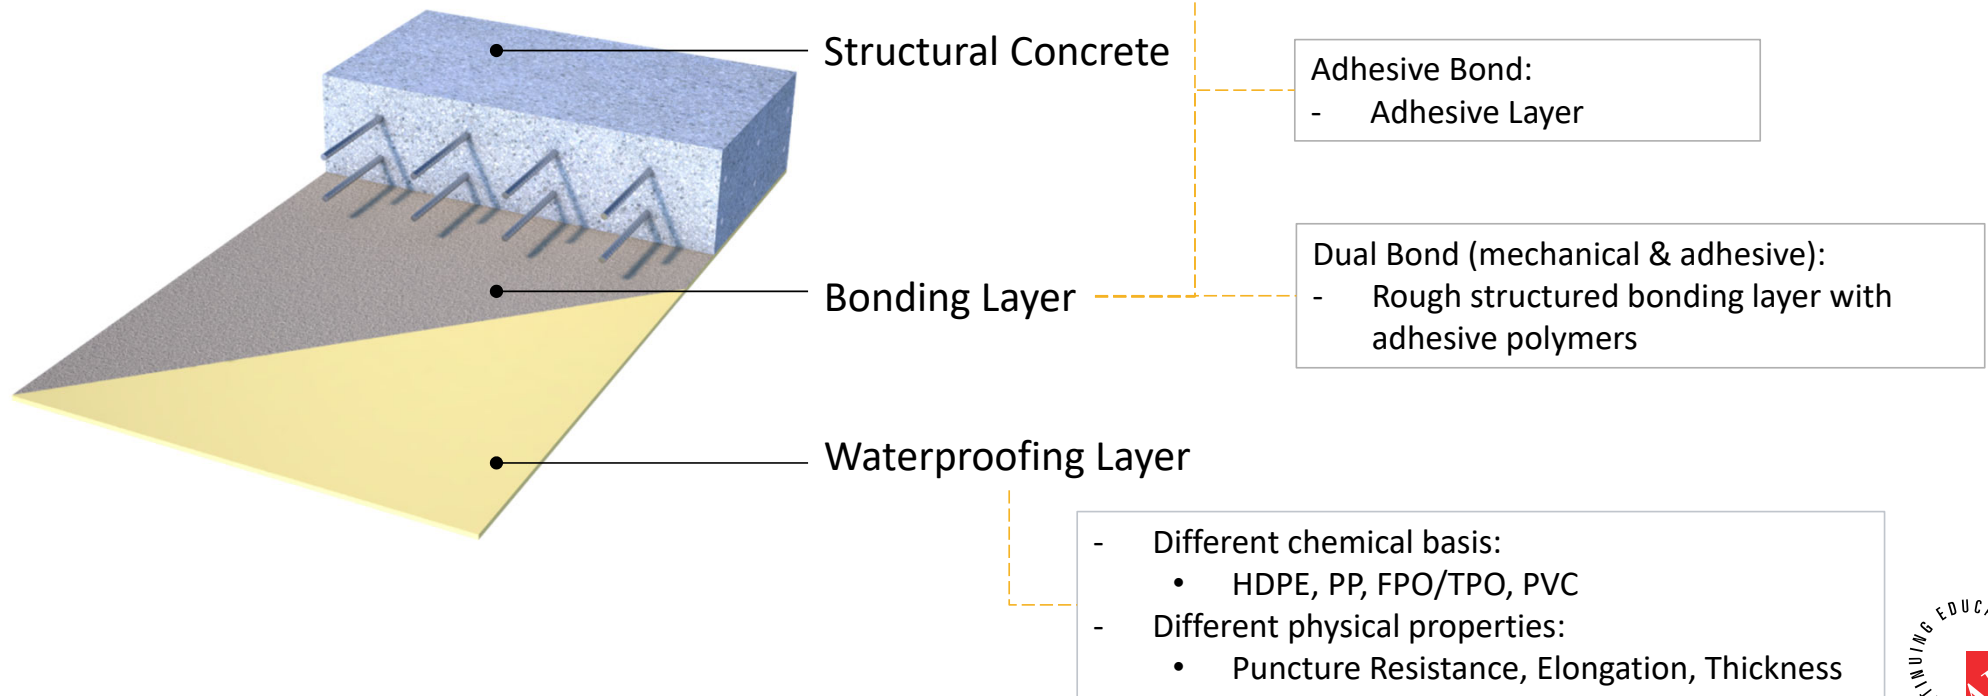 Structural Concrete
Adhesive Bond:
- Adhesive Layer
Bonding Layer
Dual Bond (mechanical & adhesive):
- Rough structured bonding layer with
adhesive polymers
Waterproofing Layer
- Different chemical basis:
• HDPE, PP, FPO/TPO, PVC
- Different physical properties:
• Puncture Resistance, Elongation, Thickness